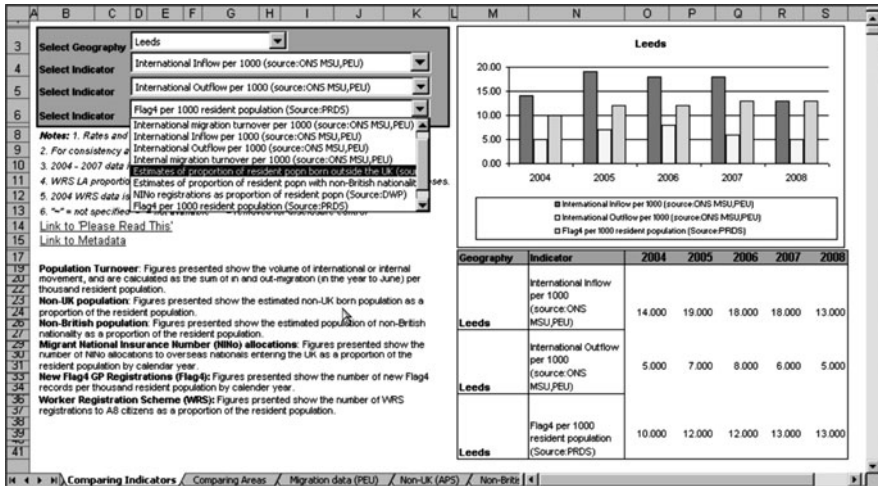 A B C D E F G H I J K L M N O P Q R S
3 Select Geography Leeds
4 Select Indicator International Inflow per 1000 (source:ONS MSU,PEU)
5 Select Indicator International Outflow per 1000 (source:ONS MSU,PEU)
6 Select Indicator Flag4 per 1000 resident population (Source:PRDS)
International migration turnover per 1000 (source:ONS MSU,PEU)
International Inflow per 1000 (source:ONS MSU,PEU)
International Outflow per 1000 (source:ONS MSU,PEU)
Internal migration turnover per 1000 (source:ONS MSU,PEU)
Estimates of proportion of resident popn born outside the UK (sou
Estimates of proportion of resident popn with non-British nationalit
NINo registrations as proportion of resident popn (Source:DWP)
Flag4 per 1000 resident population (Source:PRDS)
8 Notes: 1. Rates and
9 2. For consistency a
10 3. 2004 - 2007 data
11 4. WRS LA proportio ses.
12 5. 2004 WRS data is
13 6. "~" = not specified
14 Link to 'Please Read This'
15 Link to Metadata
17
Population Turnover: Figures presented show the volume of international or internal
movement, and are calculated as the sum of in and out-migration (in the year to June) per
thousand resident population.
Non-UK population: Figures presented show the estimated non-UK born population as a
proportion of the resident population.
Non-British population: Figures presented show the estimated population of non-British
nationality as a proportion of the resident population.
Migrant National Insurance Number (NINo) allocations: Figures presented show the
number of NINo allocations to overseas nationals entering the UK as a proportion of the
resident population by calendar year.
New Flag4 GP Registrations (Flag4): Figures presented show the number of new Flag4
records per thousand resident population by calender year.
Worker Registration Scheme (WRS): Figures prsented show the number of WRS
registrations to A8 citizens as a proportion of the resident population.
41
Leeds
20.00
15.00
10.00
5.00
0.00
2004 2005 2006 2007 2008
International Inflow per 1000 (source:ONS MSU,PEU)
International Outflow per 1000 (source:ONS MSU,PEU)
Flag4 per 1000 resident population (Source:PRDS)
Geography Indicator 2004 2005 2006 2007 2008
Leeds International Inflow per 1000 (source:ONS MSU,PEU) 14.000 19.000 18.000 18.000 13.000
Leeds International Outflow per 1000 (source:ONS MSU,PEU) 5.000 7.000 8.000 6.000 5.000
Leeds Flag4 per 1000 resident population (Source:PRDS) 10.000 12.000 12.000 13.000 13.000
Comparing Indicators Comparing Areas Migration data (PEU) Non-UK (APS) Non-Britis